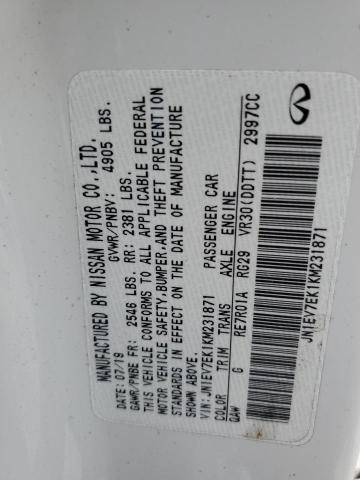 MANUFACTURED BY NISSAN MOTOR CO.,LTD.
DATE: 07/19 GVWR/PNBV: 4905 LBS.
GAWR/PNBE FR: 2546 LBS. RR: 2381 LBS.
THIS VEHICLE CONFORMS TO ALL APPLICABLE FEDERAL
MOTOR VEHICLE SAFETY,BUMPER,AND THEFT PREVENTION
STANDARDS IN EFFECT ON THE DATE OF MANUFACTURE
VIN:JN1EV7EK1KM231871 PASSENGER CAR
COLOR TRIM TRANS AXLE ENGINE
QAW G RE7R01A RG29 VR30(DDTT) 2997CC
JN1EV7EK1KM231871